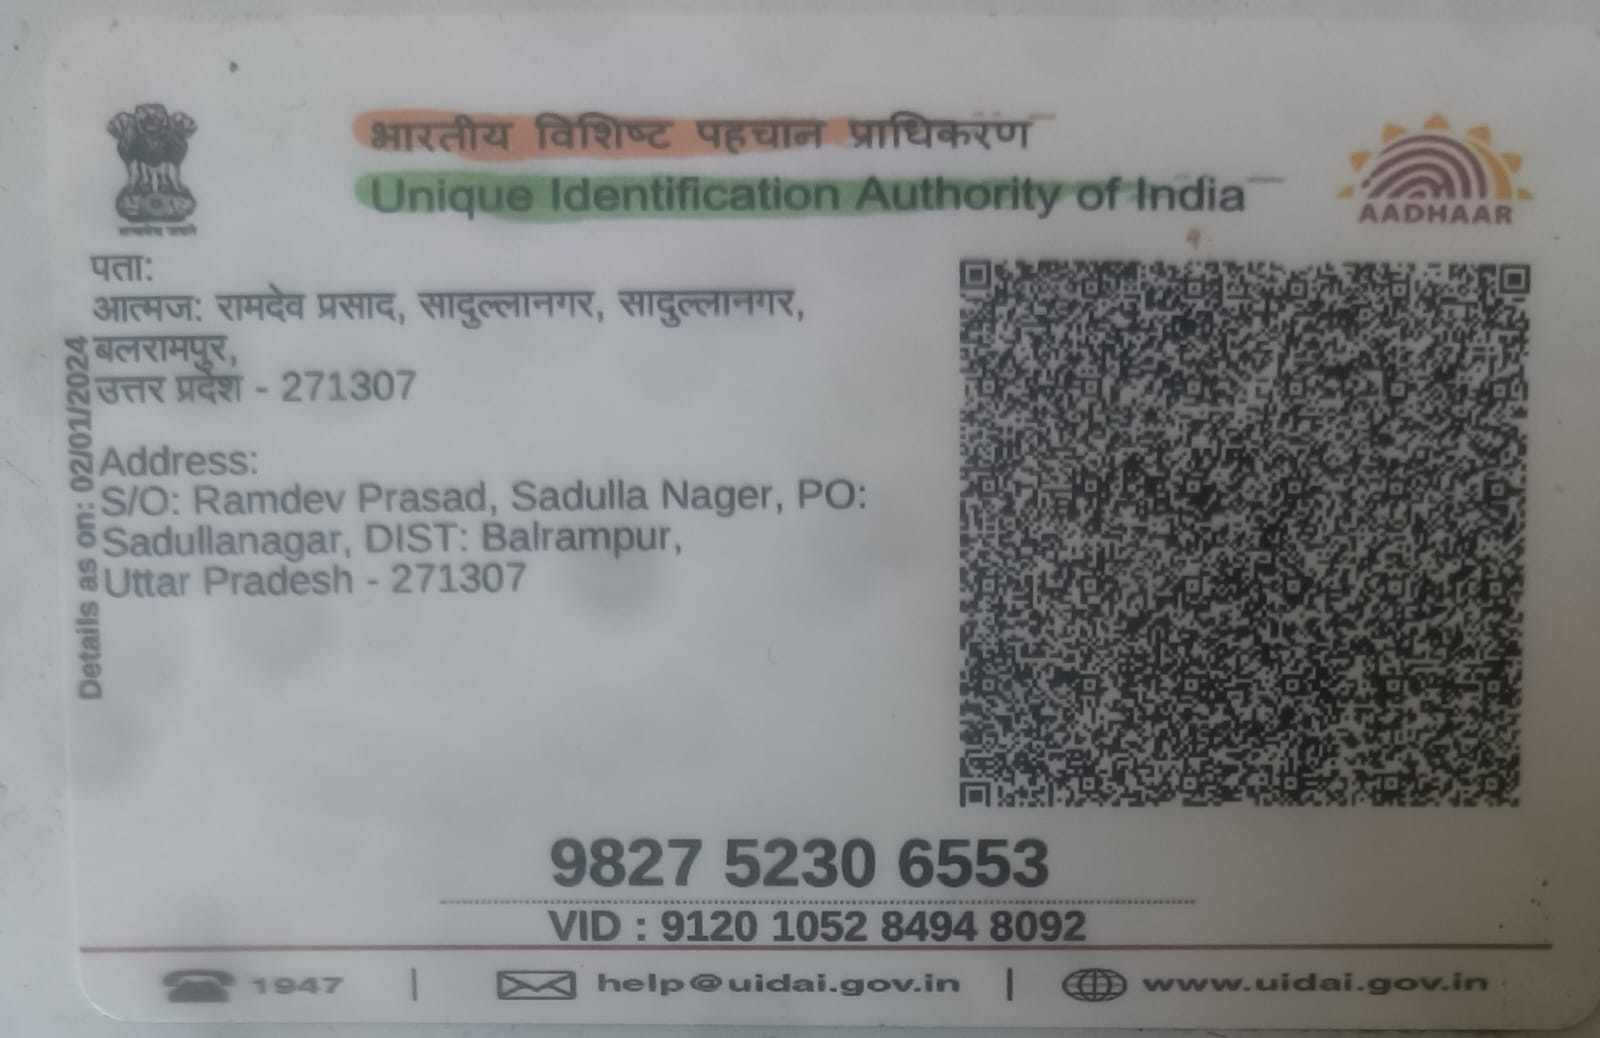 भारतीय विशिष्ट पहचान प्राधिकरण
Unique Identification Authority of India
AADHAAR
पता:
आत्मज: रामदेव प्रसाद, सादुल्लानगर, सादुल्लानगर,
बलरामपुर,
उत्तर प्रदेश - 271307
Address:
S/O: Ramdev Prasad, Sadulla Nager, PO:
Sadullanagar, DIST: Balrampur,
Uttar Pradesh - 271307
Details as on: 02/01/2024
9827 5230 6553
VID : 9120 1052 8494 8092
1947 | help@uidai.gov.in | www.uidai.gov.in